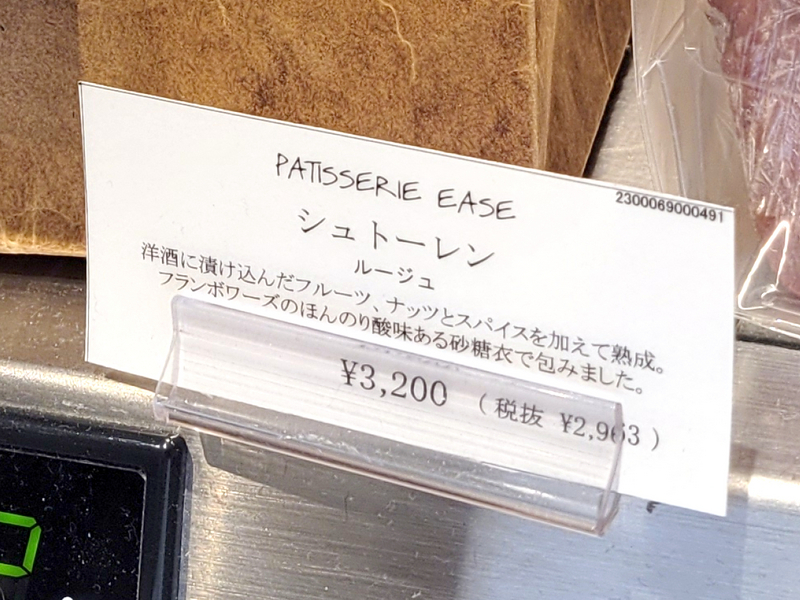 PATISSERIE EASE
2300069000491
シュトーレン
ルージュ
洋酒に漬け込んだフルーツ、ナッツとスパイスを加えて熟成。
フランボワーズのほんのり酸味ある砂糖衣で包みました。
¥3,200 (税抜 ¥2,963)